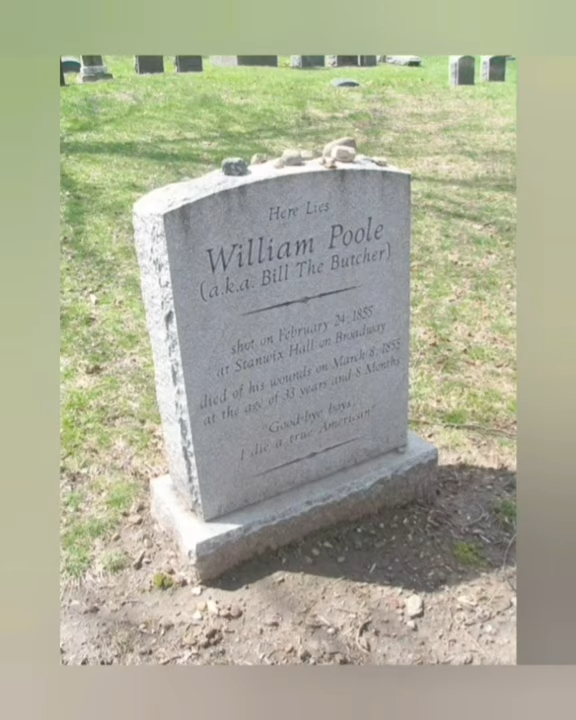 Here Lies
William Poole
(a.k.a. Bill The Butcher)
shot on February 24, 1855
at Stanwix Hall on Broadway
died of his wounds on March 8, 1855
at the age of 33 years and 8 Months
"Good-bye boys,
I die a true American"